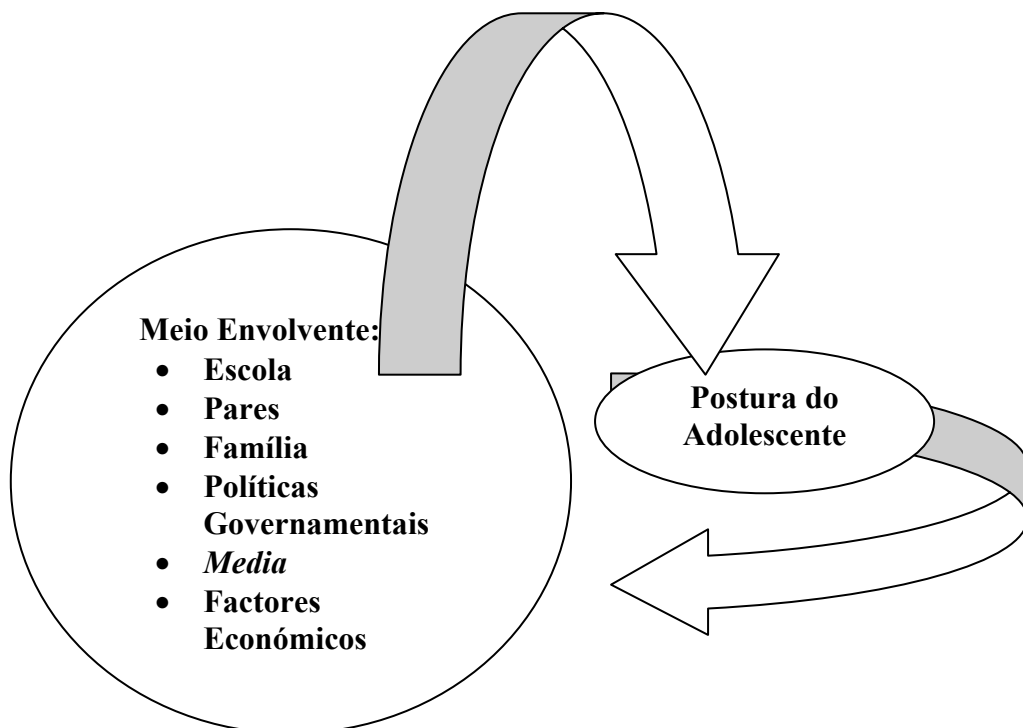 Meio Envolvente:
• Escola
• Pares
• Família
• Políticas
Governamentais
• Media
• Factores
Económicos
Postura do
Adolescente